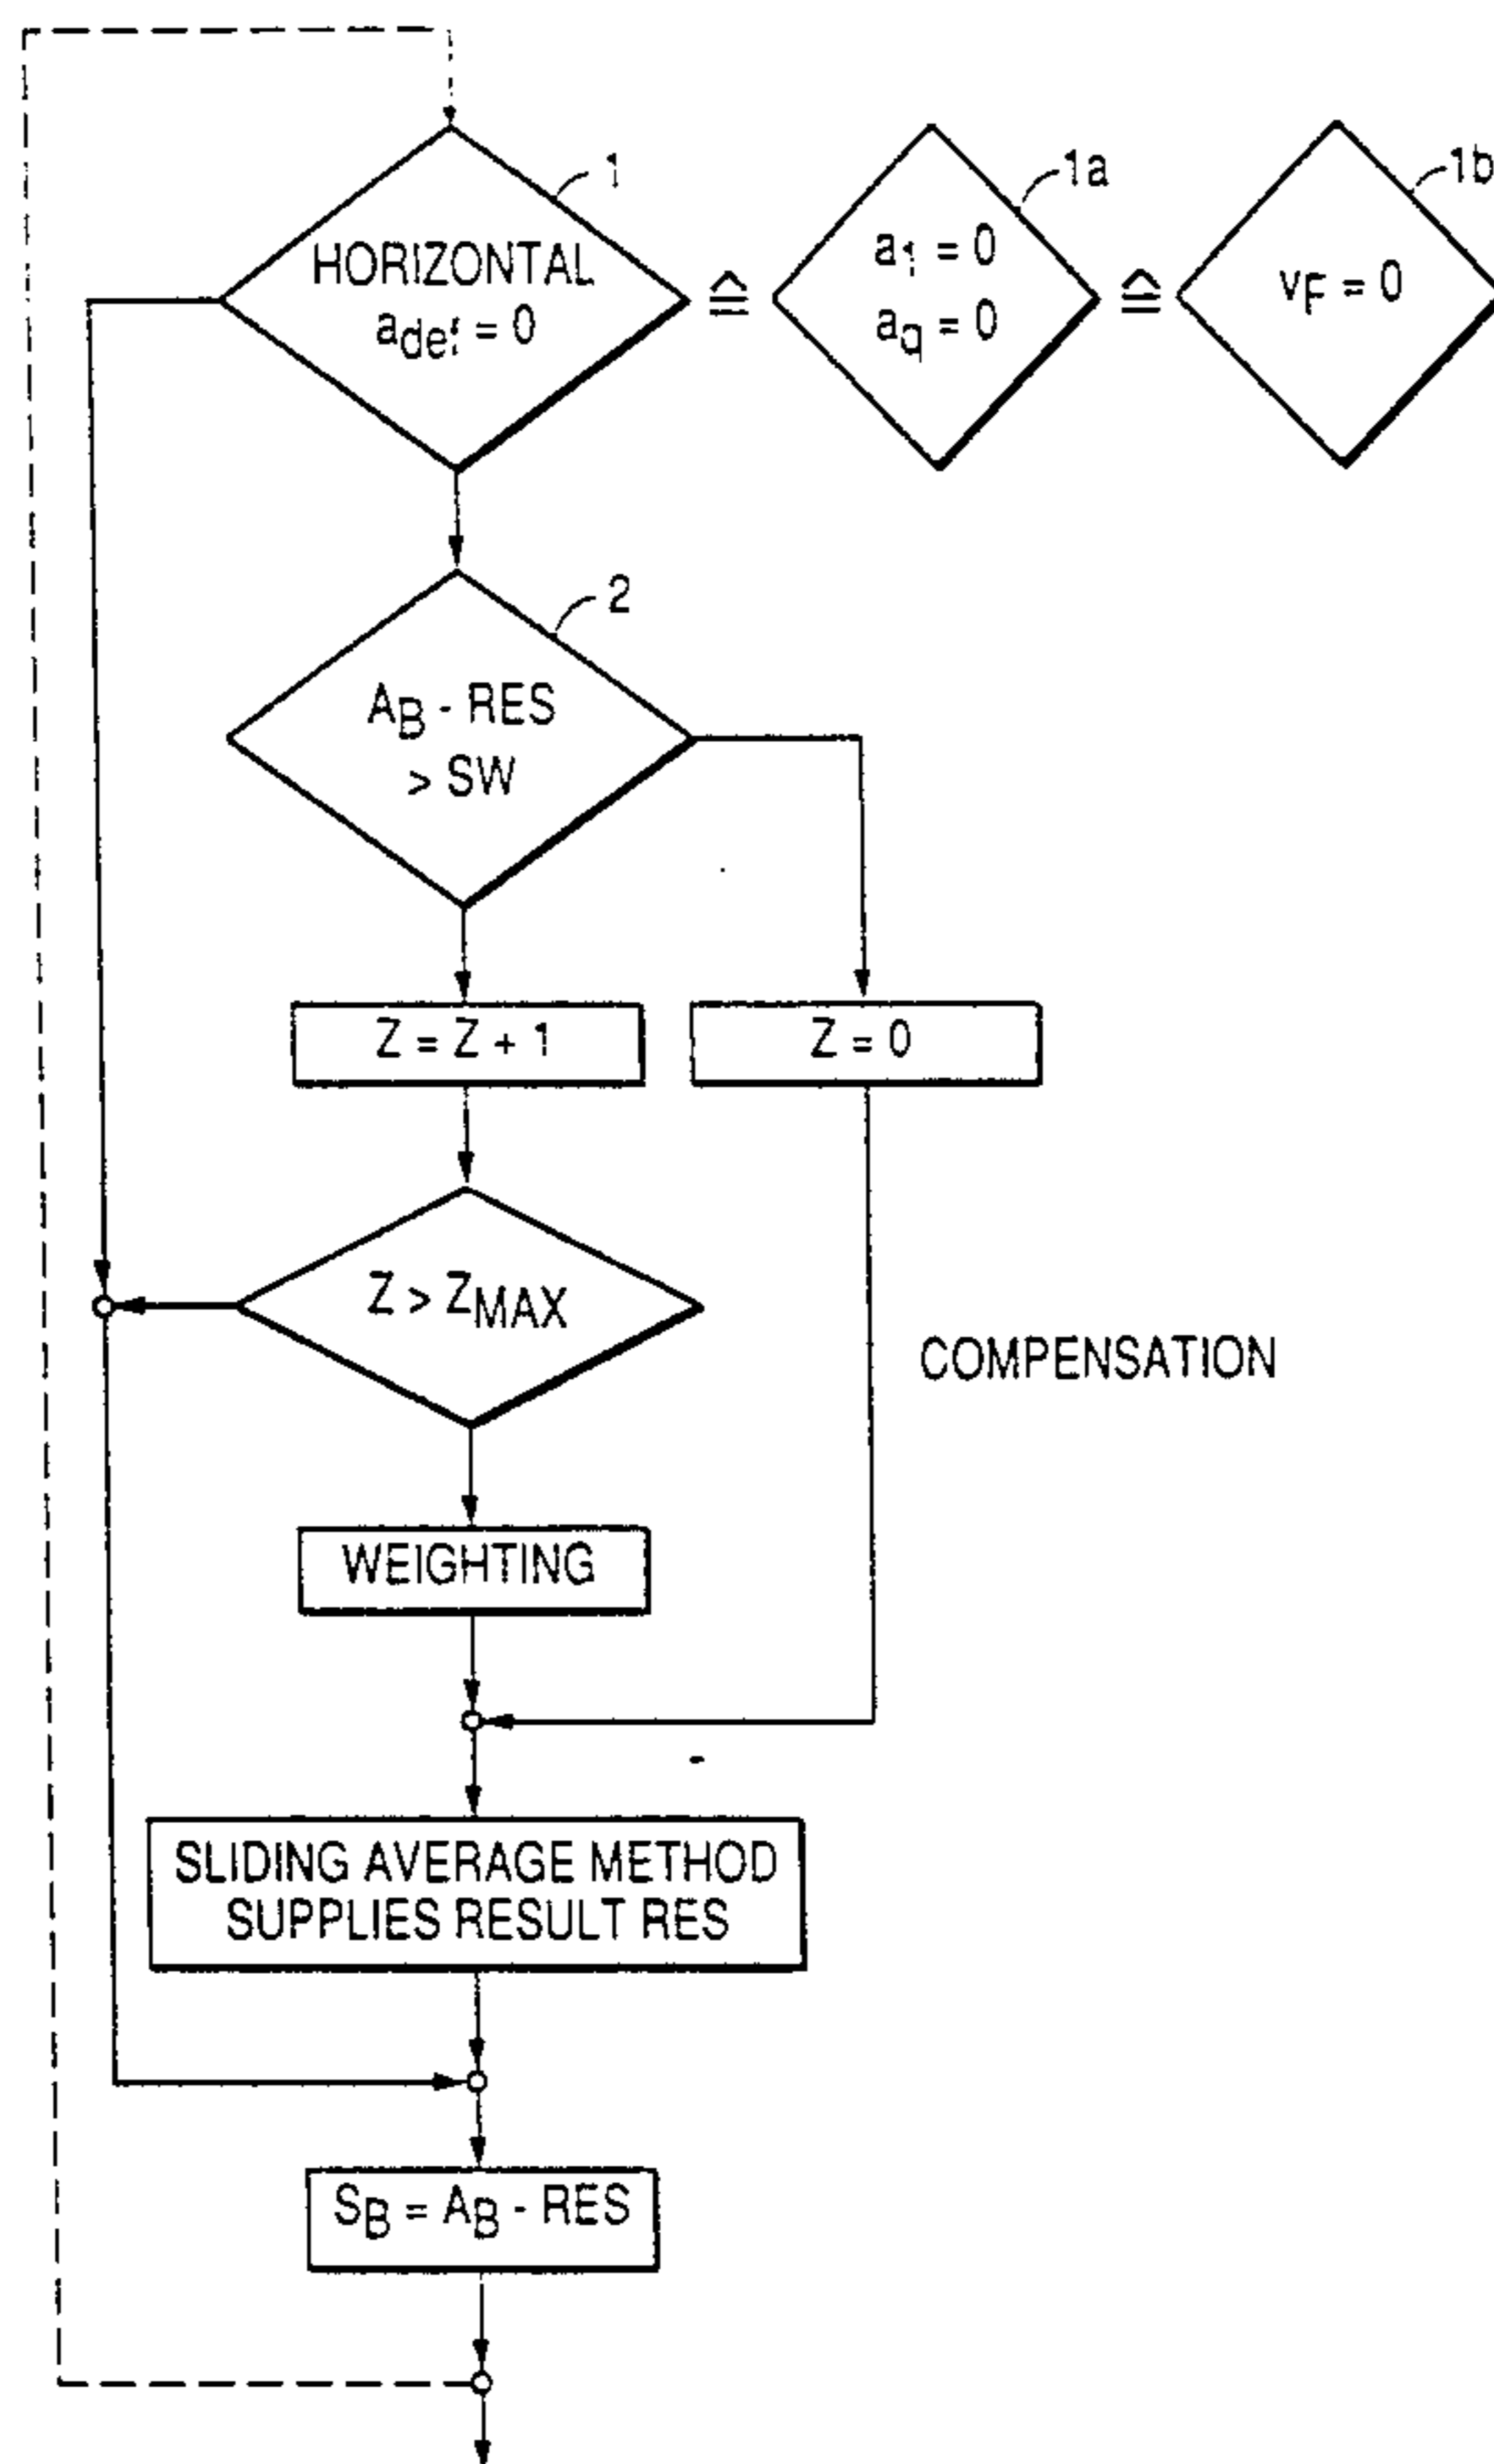 1
HORIZONTAL
a_def = 0
≙
1a
a_1 = 0
a_q = 0
≙
1b
v_F = 0
2
A_B - RES
> SW
Z = Z + 1
Z = 0
Z > Z_MAX
COMPENSATION
WEIGHTING
SLIDING AVERAGE METHOD
SUPPLIES RESULT RES
S_B = A_B - RES